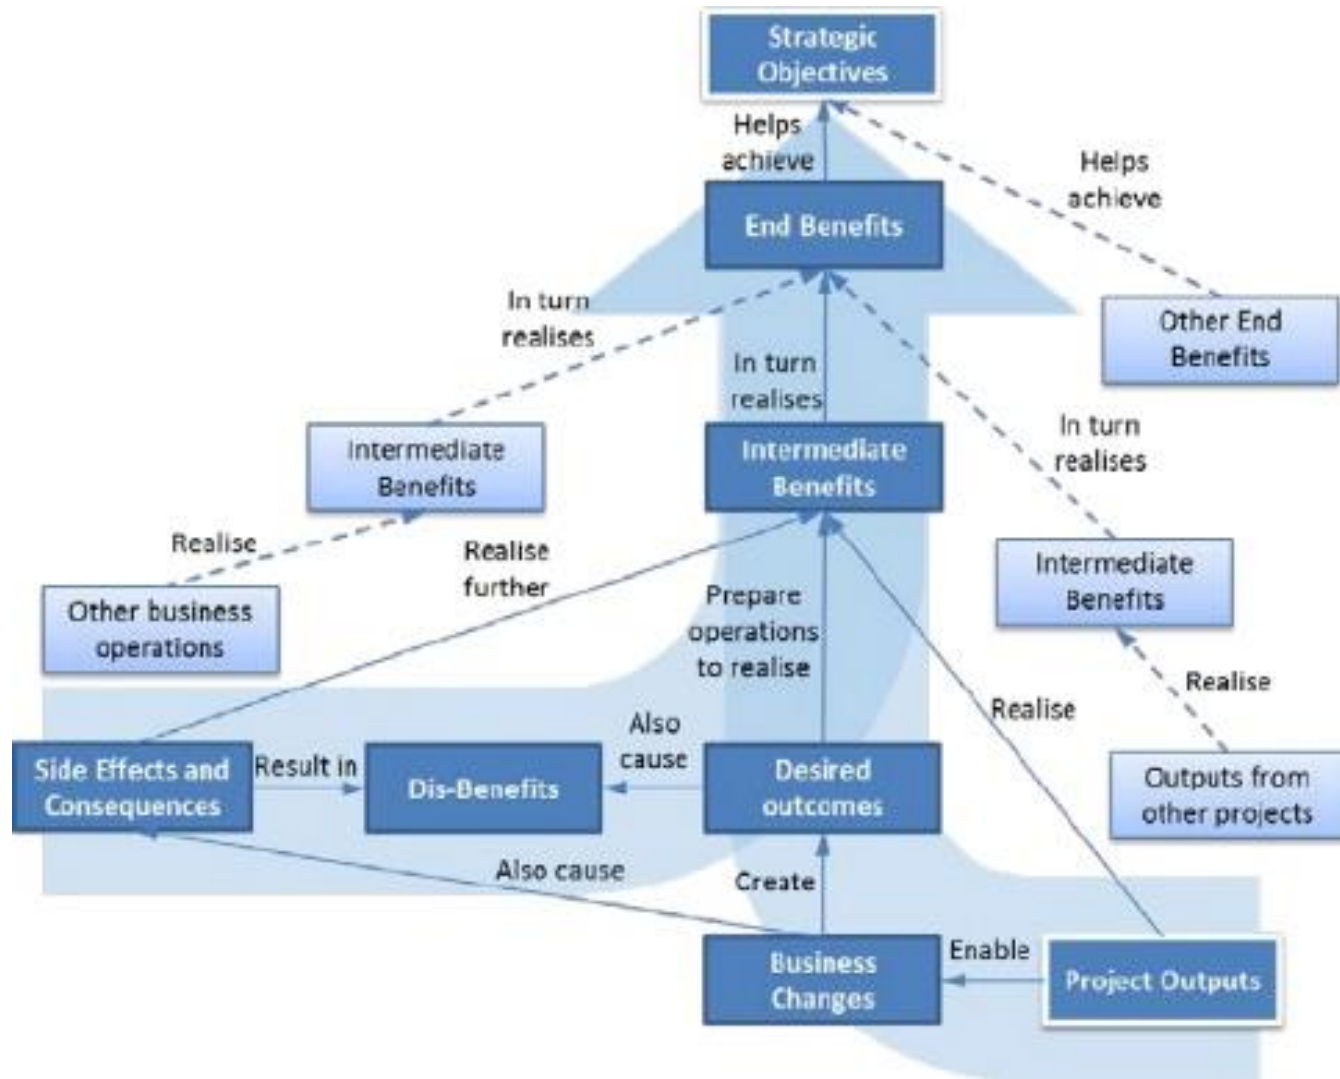 Strategic
Objectives
Helps
achieve
Helps
achieve
End Benefits
In turn
realises
Other End
Benefits
In turn
realises
Intermediate
Benefits
Intermediate
Benefits
In turn
realises
Realise
Realise
further
Other business
operations
Prepare
operations
to realise
Intermediate
Benefits
Realise
Realise
Also
cause
Side Effects and
Consequences
Result in
Dis-Benefits
Desired
outcomes
Outputs from
other projects
Also cause
Create
Business
Changes
Enable
Project Outputs